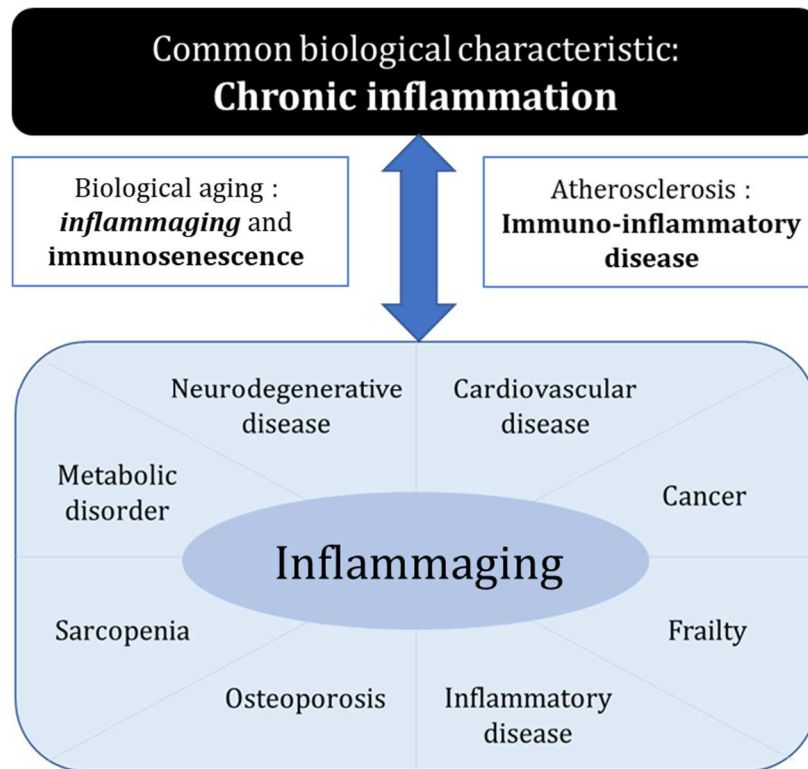 Common biological characteristic:
Chronic inflammation
Biological aging :
inflammaging and
immunosenescence
Atherosclerosis :
Immuno-inflammatory
disease
Neurodegenerative
disease
Cardiovascular
disease
Metabolic
disorder
Cancer
Inflammaging
Sarcopenia
Frailty
Osteoporosis
Inflammatory
disease